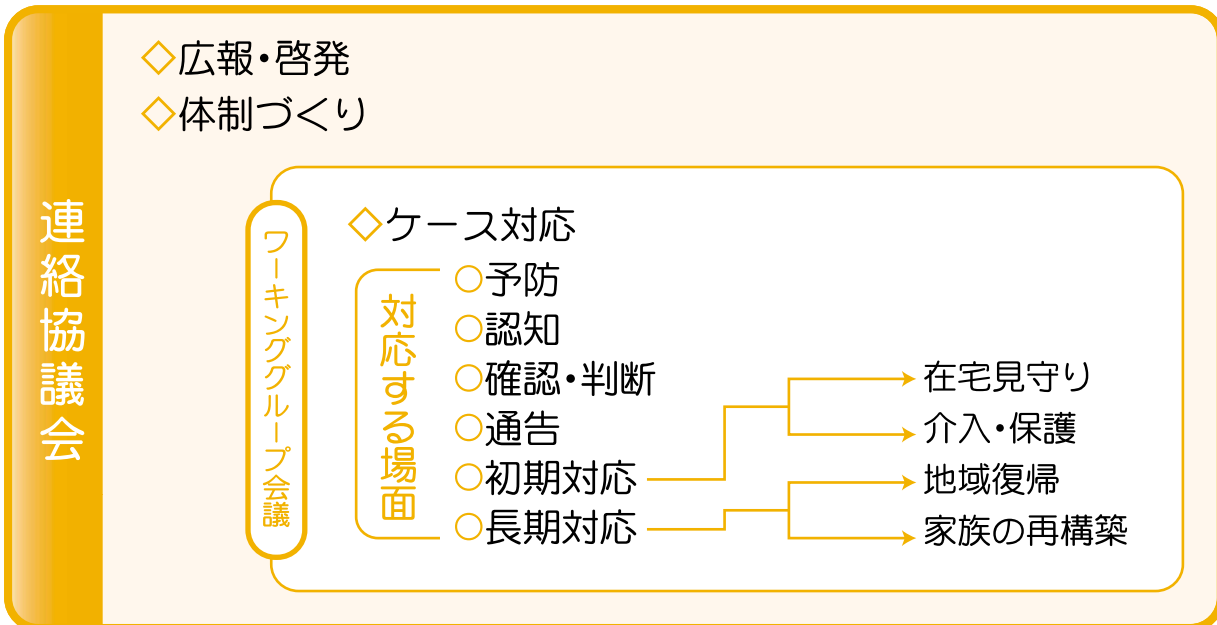 連絡協議会
◇広報・啓発
◇体制づくり
ワーキンググループ会議
◇ケース対応
対応する場面
○予防
○認知
○確認・判断
○通告
○初期対応
○長期対応
在宅見守り
介入・保護
地域復帰
家族の再構築